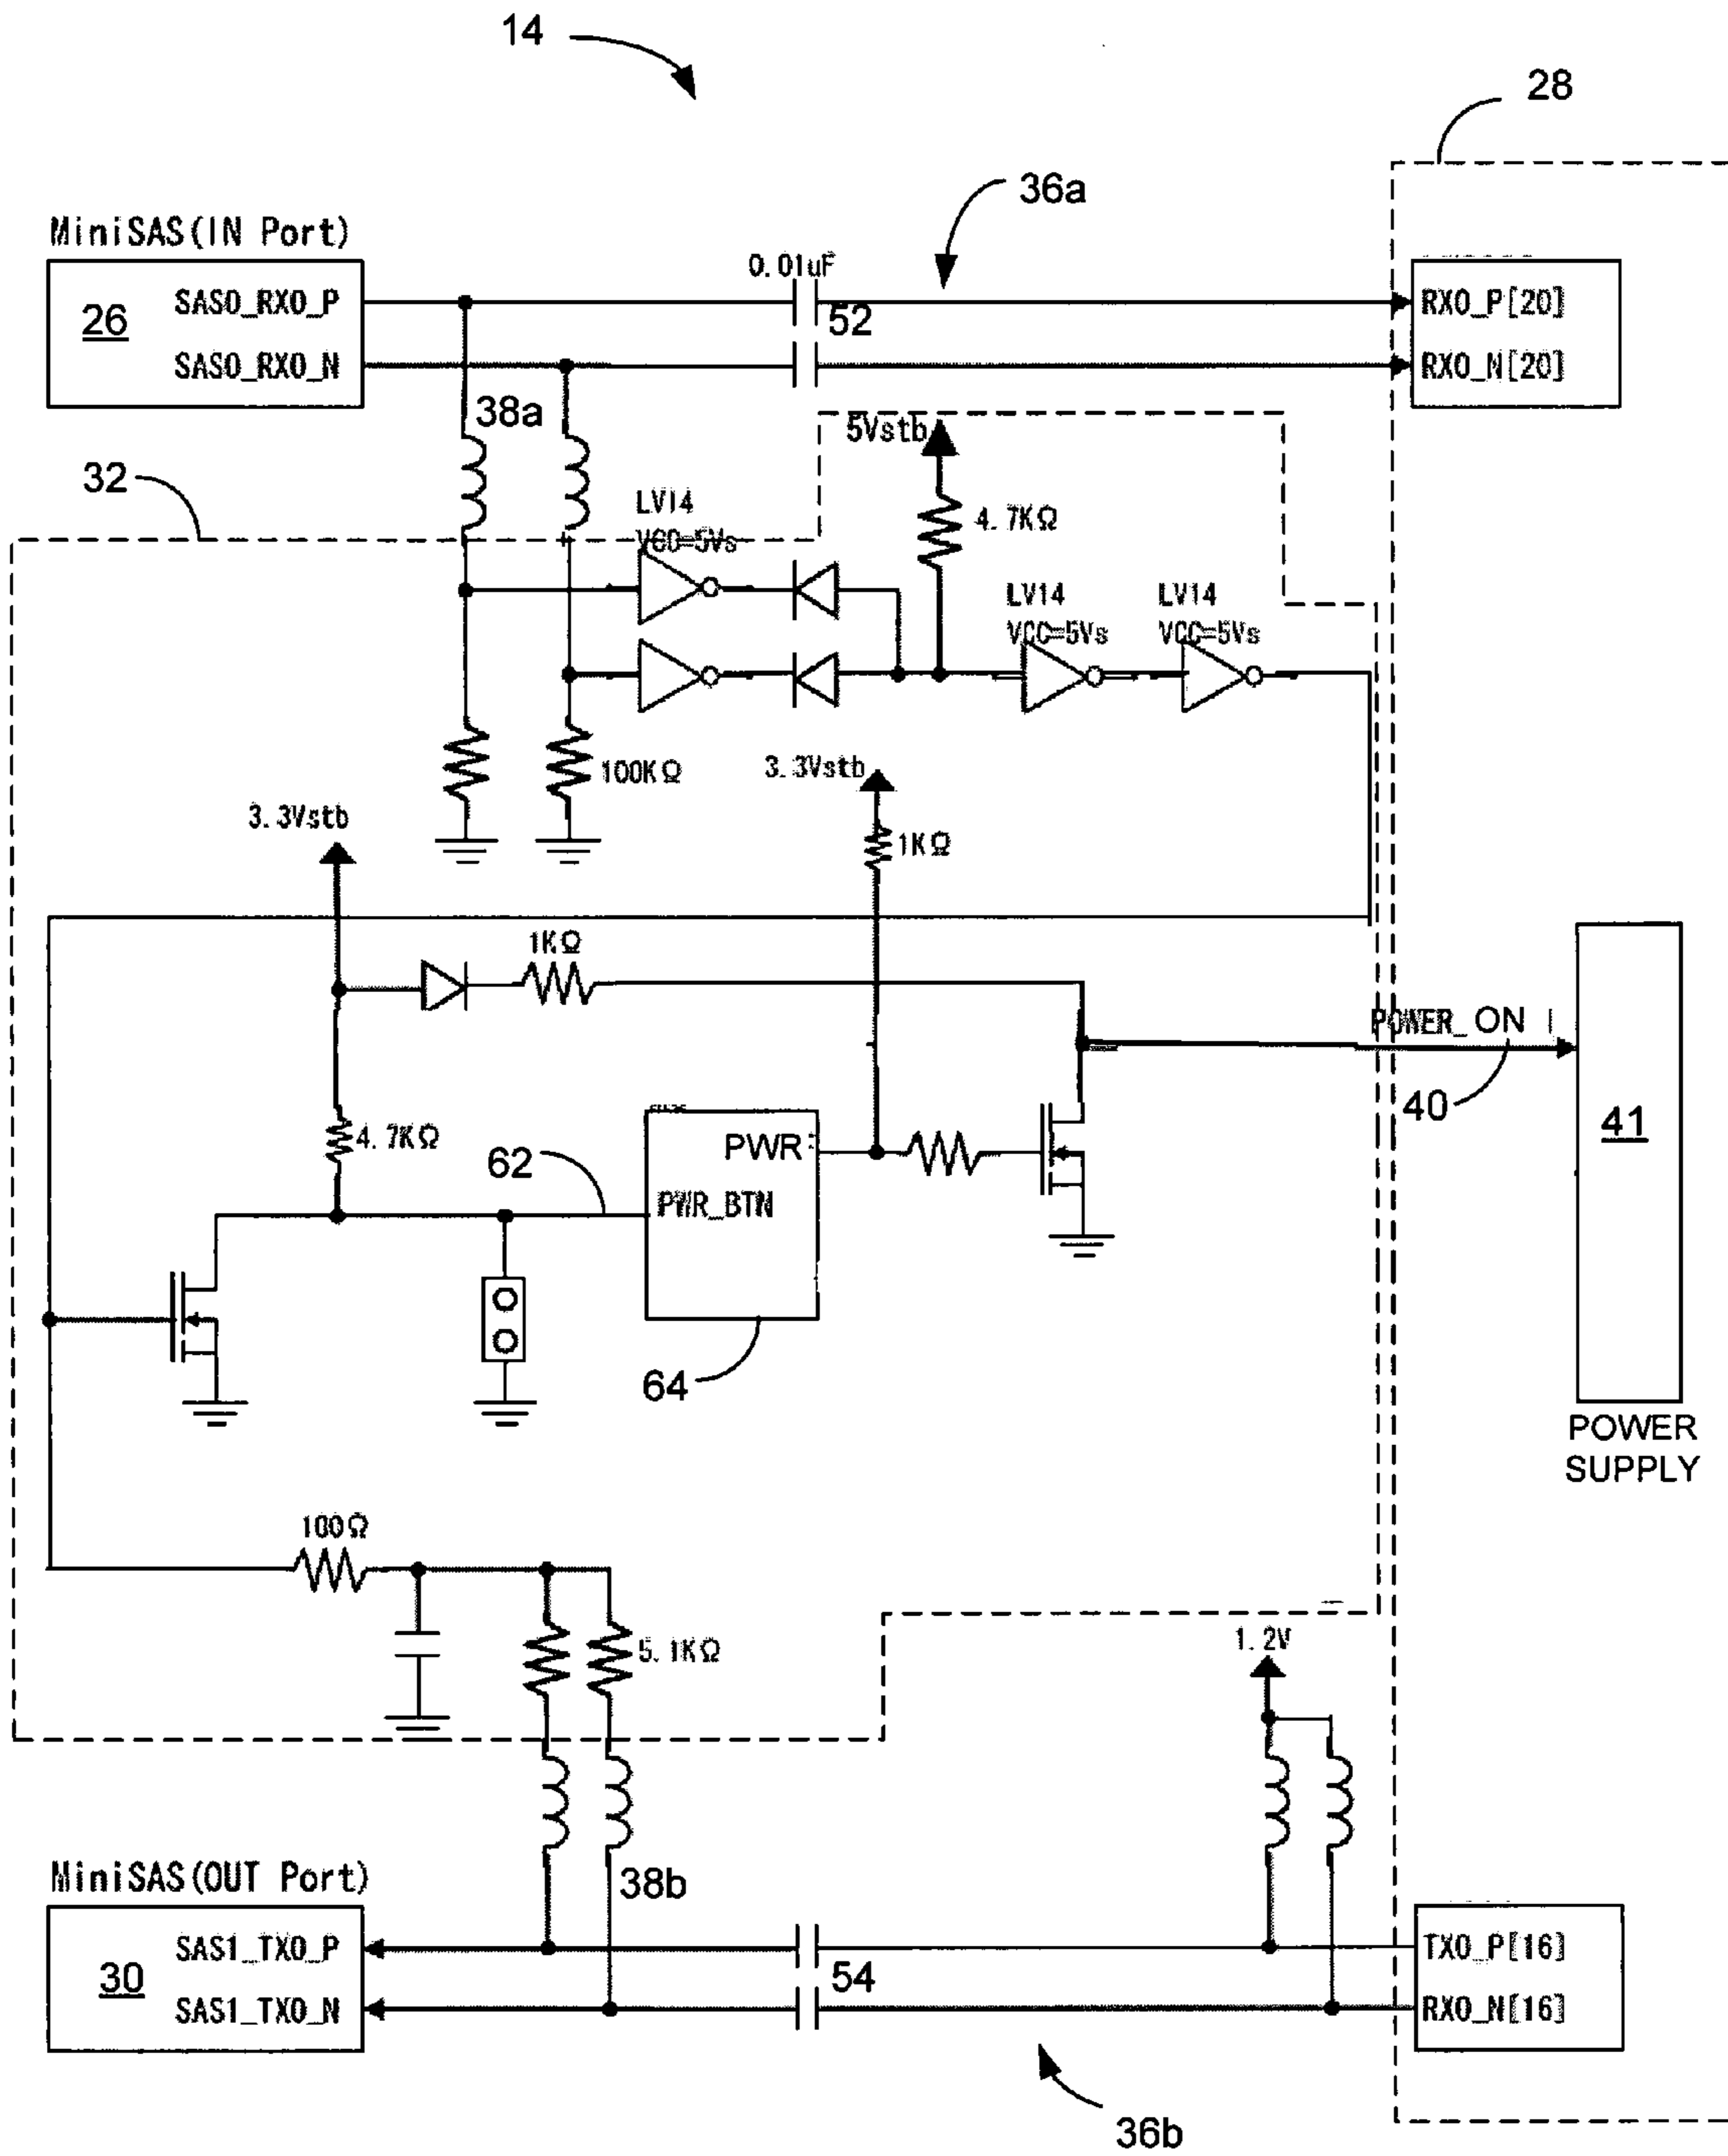 14
28
36a
MiniSAS(IN Port)
0.01uF
26
SAS0_RX0_P
SAS0_RX0_N
52
RX0_P[20]
RX0_N[20]
38a
5Vstb
32
LV14
VCC=5Vs
4.7KΩ
LV14
VCC=5Vs
LV14
VCC=5Vs
100KΩ
3.3Vstb
3.3Vstb
1KΩ
1KΩ
POWER_ON
40
41
4.7KΩ
62
PWR
PWR_BTN
64
POWER
SUPPLY
100Ω
5.1KΩ
1.2V
MiniSAS(OUT Port)
38b
30
SAS1_TX0_P
SAS1_TX0_N
54
TX0_P[16]
RX0_N[16]
36b